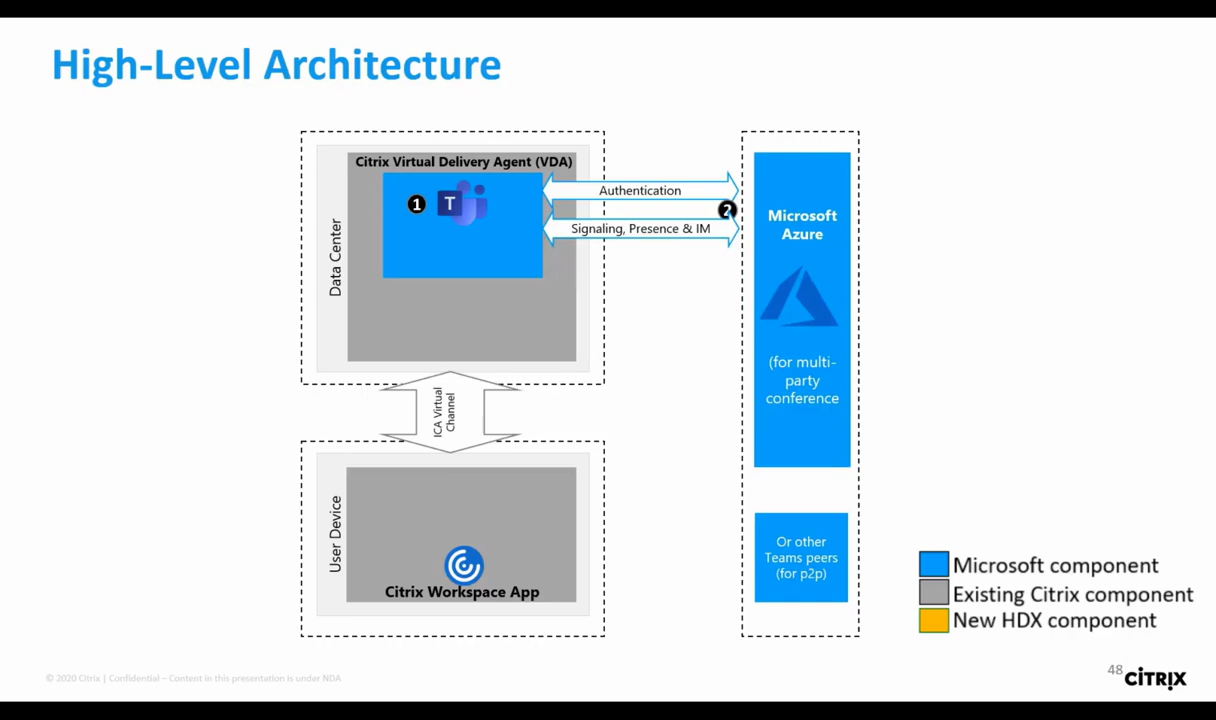 High-Level Architecture
Citrix Virtual Delivery Agent (VDA)
1
T
Data Center
Authentication
2
Signaling, Presence & IM
Microsoft
Azure
(for multi-
party
conference
ICA Virtual
Channel
User Device
Citrix Workspace App
Or other
Teams peers
(for p2p)
Microsoft component
Existing Citrix component
New HDX component
© 2020 Citrix | Confidential – Content in this presentation is under NDA
48
CİTRIX